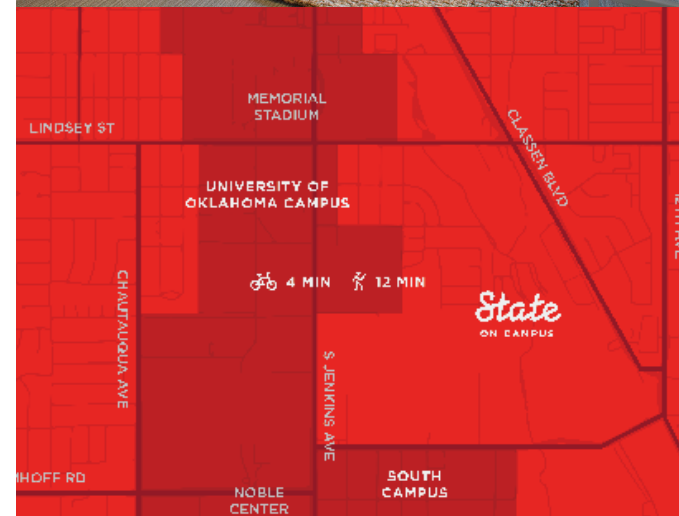 MEMORIAL
STADIUM
LINDSEY ST
CLASSEN BLVD
UNIVERSITY OF
OKLAHOMA CAMPUS
4 MIN
12 MIN
State
ON CAMPUS
CHAUTAUQUA AVE
S JENKINS AVE
RD
SOUTH
CAMPUS
NOBLE
CENTER